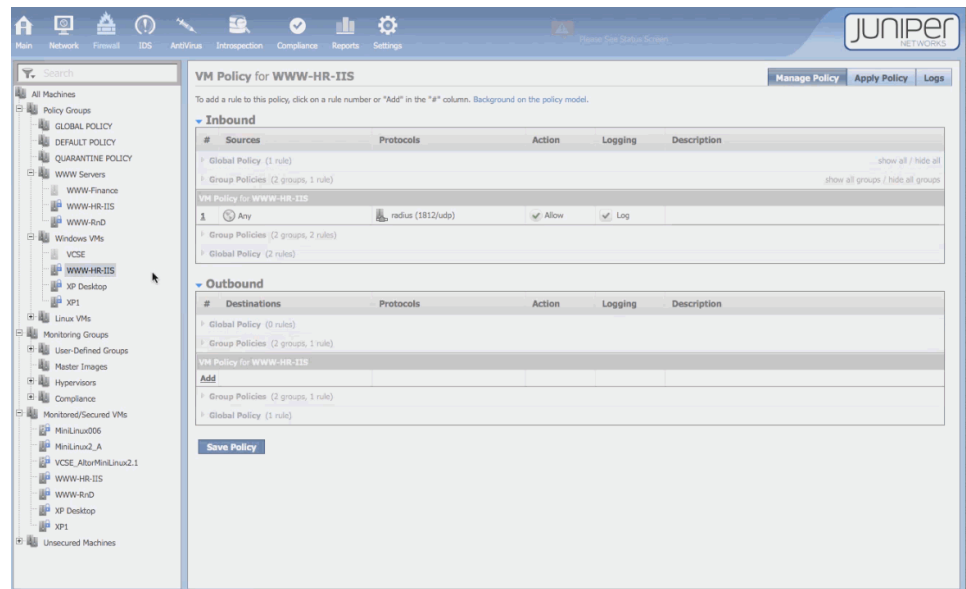 Main Network Firewall IDS AntiVirus Introspection Compliance Reports Settings
Please See Status Screen.
JUNIPER
NETWORKS
Search
All Machines
Policy Groups
GLOBAL POLICY
DEFAULT POLICY
QUARANTINE POLICY
WWW Servers
WWW-Finance
WWW-HR-IIS
WWW-RnD
Windows VMs
VCSE
WWW-HR-IIS
XP Desktop
XP1
Linux VMs
Monitoring Groups
User-Defined Groups
Master Images
Hypervisors
Compliance
Monitored/Secured VMs
MiniLinux006
MiniLinux2_A
VCSE_AltorMiniLinux2.1
WWW-HR-IIS
WWW-RnD
XP Desktop
XP1
Unsecured Machines
VM Policy for WWW-HR-IIS
Manage Policy Apply Policy Logs
To add a rule to this policy, click on a rule number or "Add" in the "#" column. Background on the policy model.
Inbound
# Sources Protocols Action Logging Description
Global Policy (1 rule) ...show all / hide all
Group Policies (2 groups, 1 rule) show all groups / hide all groups
VM Policy for WWW-HR-IIS
1 Any radius (1812/udp) Allow Log
Group Policies (2 groups, 2 rules)
Global Policy (2 rules)
Outbound
# Destinations Protocols Action Logging Description
Global Policy (0 rules)
Group Policies (2 groups, 1 rule)
VM Policy for WWW-HR-IIS
Add
Group Policies (2 groups, 1 rule)
Global Policy (1 rule)
Save Policy